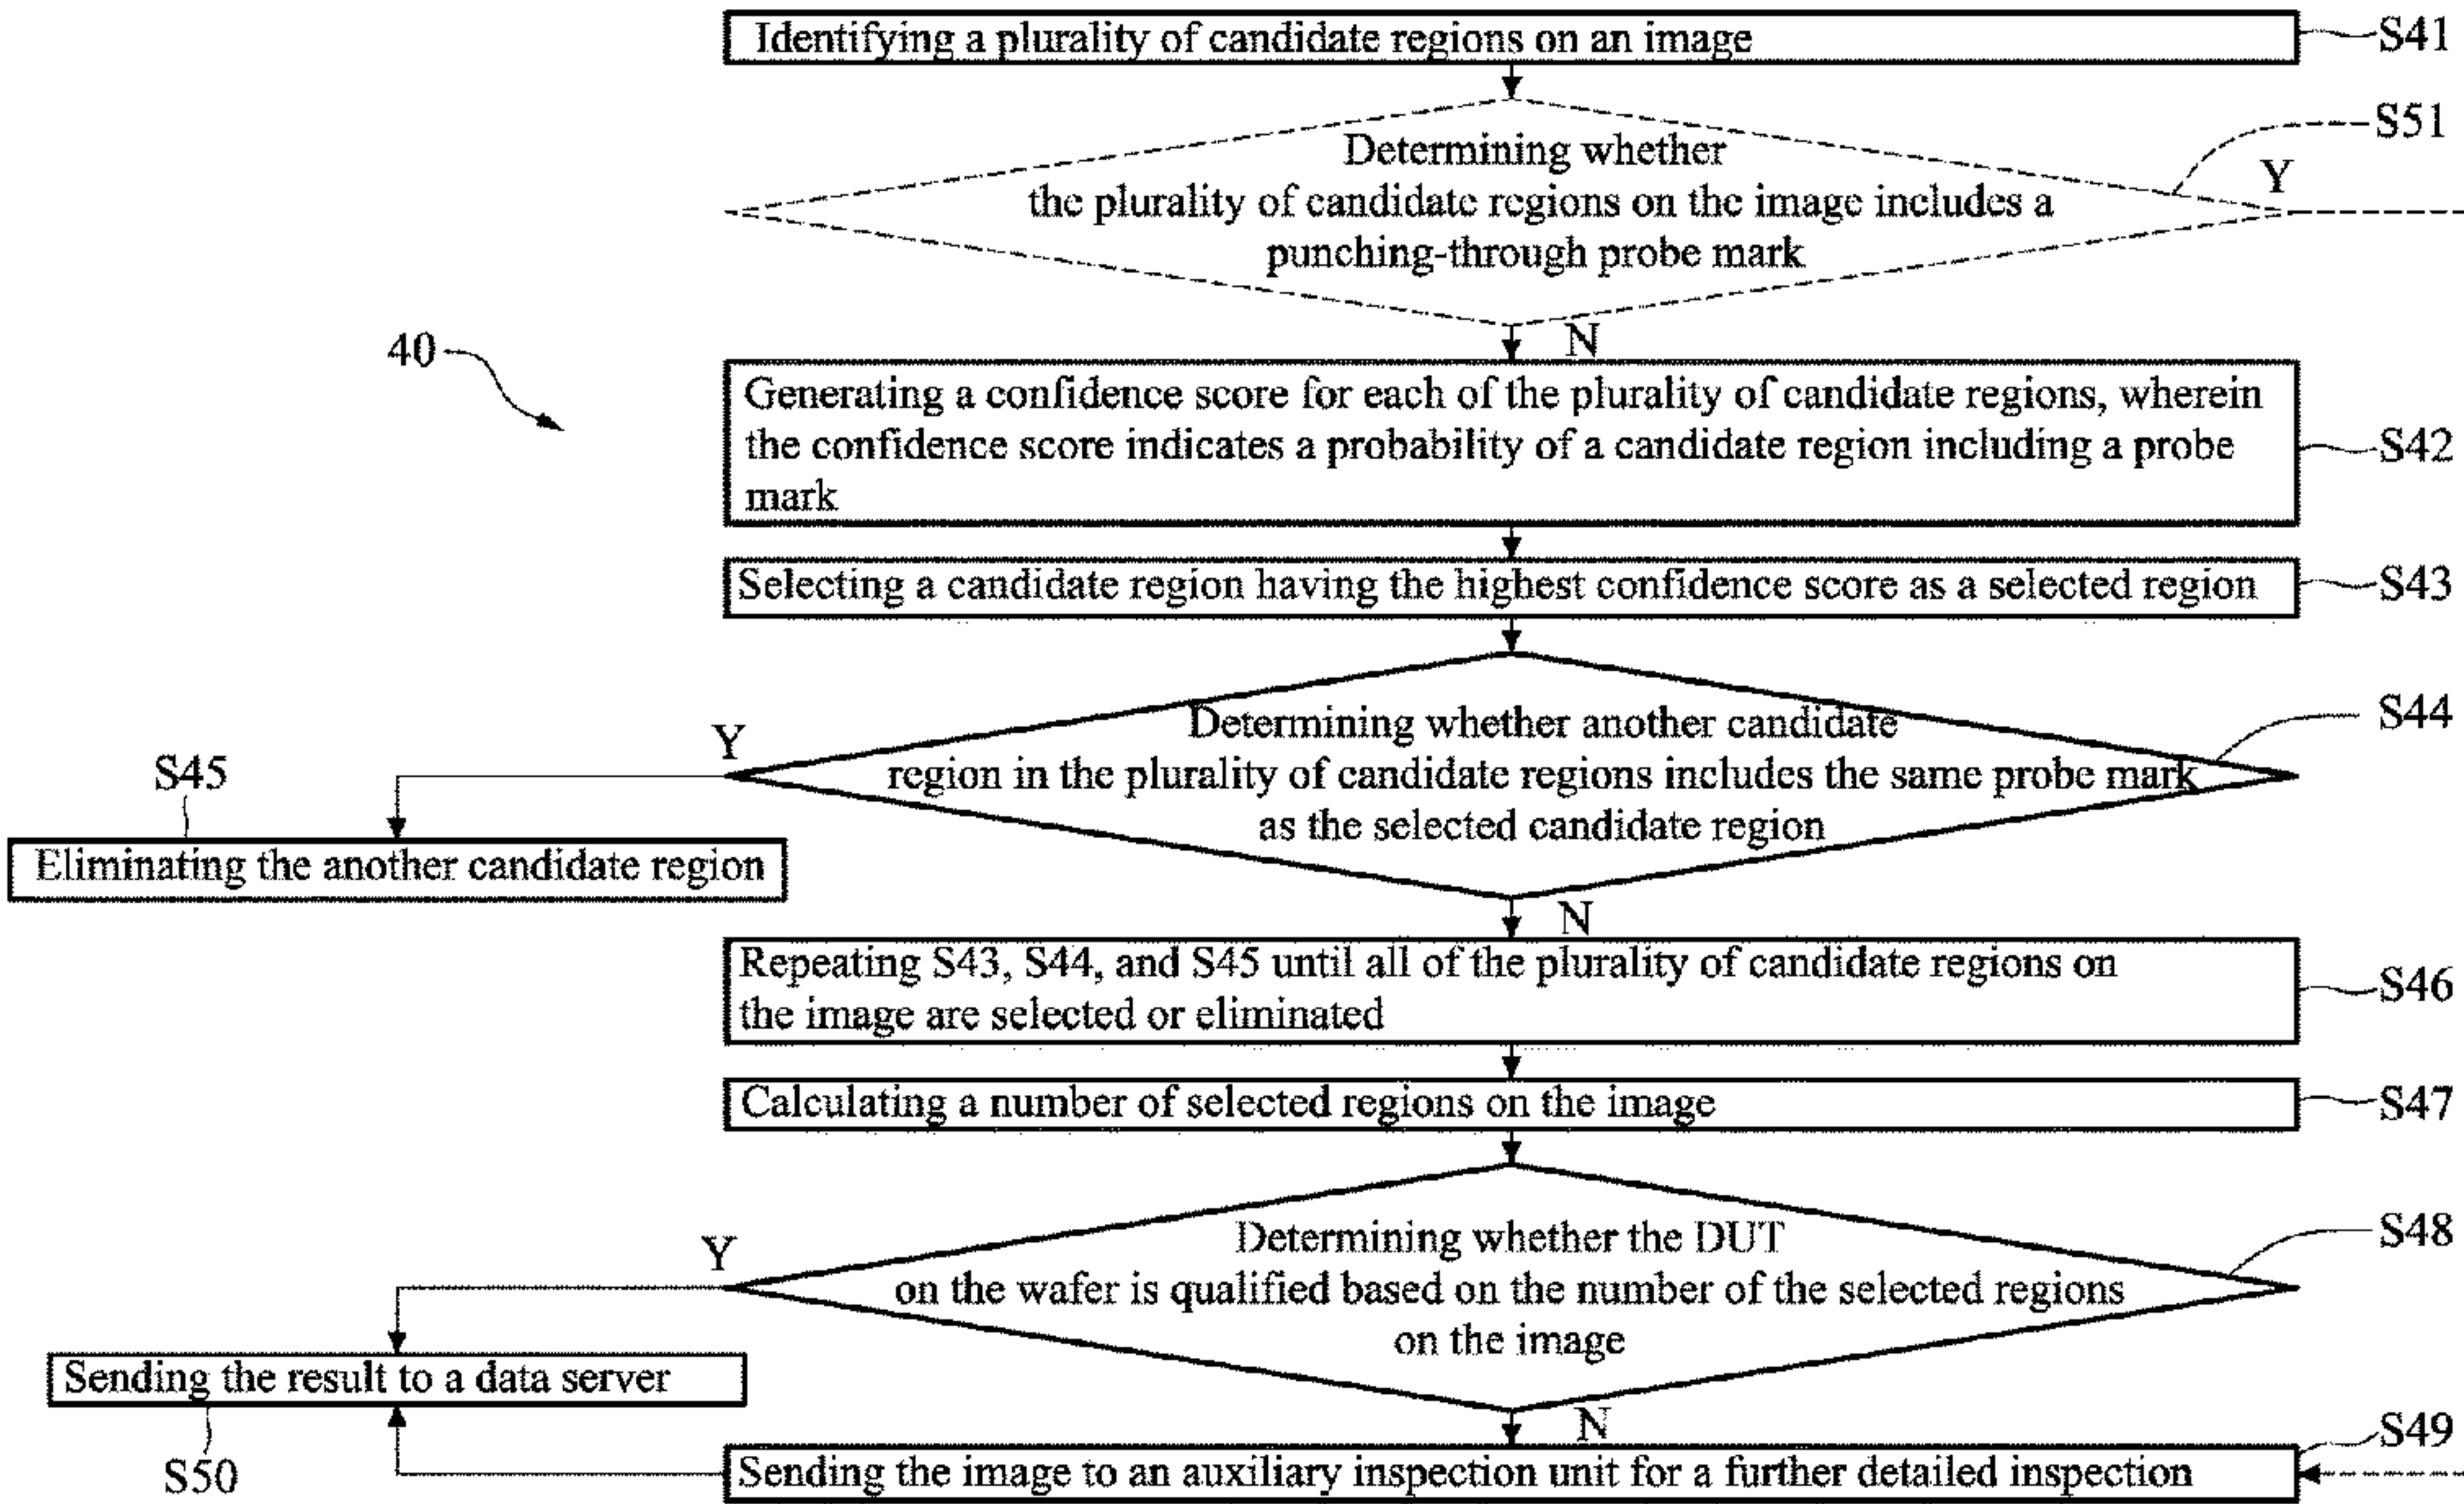 Identifying a plurality of candidate regions on an image
S41
S51
Determining whether
the plurality of candidate regions on the image includes a
punching-through probe mark
Y
N
40
Generating a confidence score for each of the plurality of candidate regions, wherein
the confidence score indicates a probability of a candidate region including a probe
mark
S42
Selecting a candidate region having the highest confidence score as a selected region
S43
Determining whether another candidate
region in the plurality of candidate regions includes the same probe mark
as the selected candidate region
S44
Y
S45
Eliminating the another candidate region
N
Repeating S43, S44, and S45 until all of the plurality of candidate regions on
the image are selected or eliminated
S46
Calculating a number of selected regions on the image
S47
Determining whether the DUT
on the wafer is qualified based on the number of the selected regions
on the image
S48
Y
Sending the result to a data server
S50
N
Sending the image to an auxiliary inspection unit for a further detailed inspection
S49